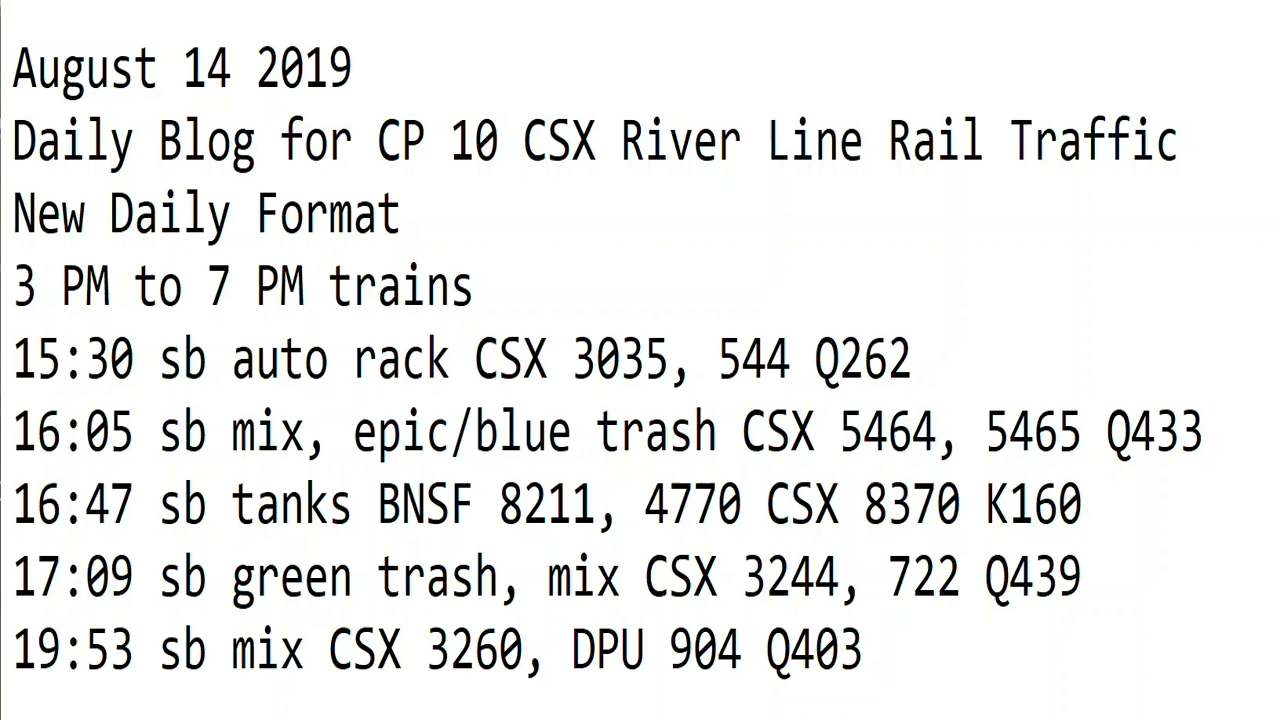 August 14 2019
Daily Blog for CP 10 CSX River Line Rail Traffic
New Daily Format
3 PM to 7 PM trains
15:30 sb auto rack CSX 3035, 544 Q262
16:05 sb mix, epic/blue trash CSX 5464, 5465 Q433
16:47 sb tanks BNSF 8211, 4770 CSX 8370 K160
17:09 sb green trash, mix CSX 3244, 722 Q439
19:53 sb mix CSX 3260, DPU 904 Q403